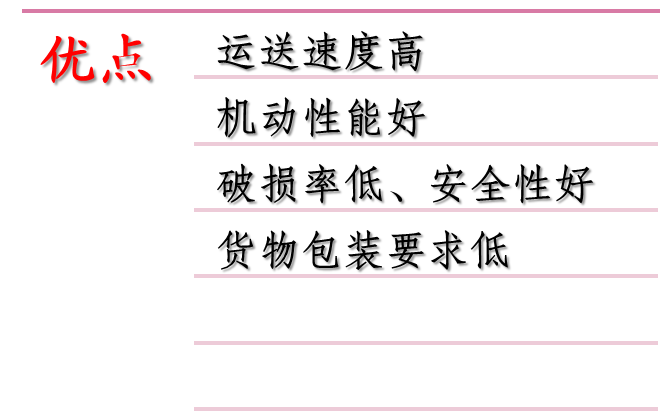 优点
运送速度高
机动性能好
破损率低、安全性好
货物包装要求低